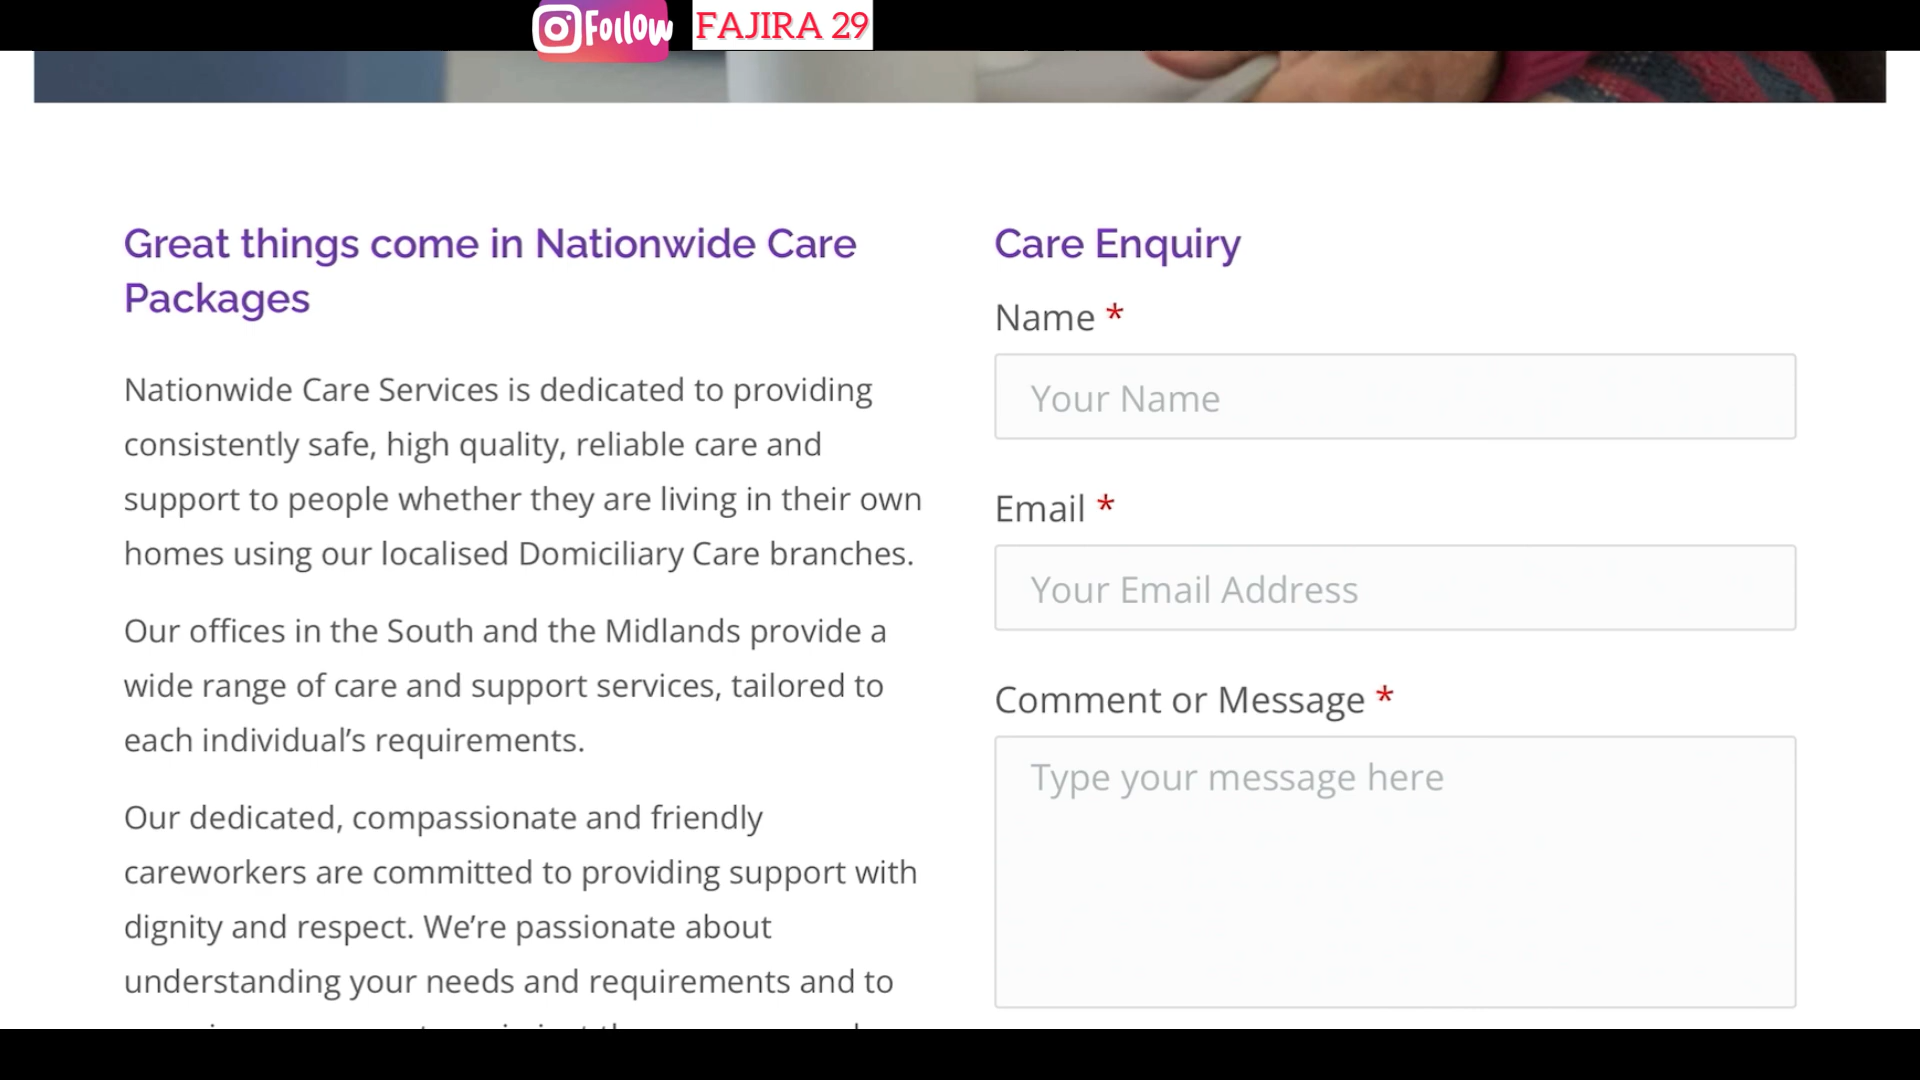 Follow FAJIRA 29
Great things come in Nationwide Care
Packages
Nationwide Care Services is dedicated to providing
consistently safe, high quality, reliable care and
support to people whether they are living in their own
homes using our localised Domiciliary Care branches.
Our offices in the South and the Midlands provide a
wide range of care and support services, tailored to
each individual’s requirements.
Our dedicated, compassionate and friendly
careworkers are committed to providing support with
dignity and respect. We’re passionate about
understanding your needs and requirements and to
Care Enquiry
Name *
Your Name
Email *
Your Email Address
Comment or Message *
Type your message here